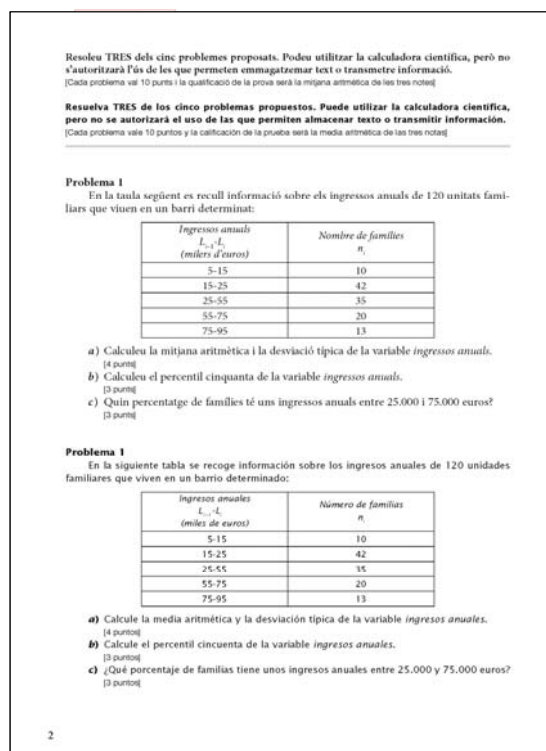 Resoleu TRES dels cinc problemes proposats. Podeu utilitzar la calculadora científica, però no
s'autoritzarà l'ús de les que permeten emmagatzemar text o transmetre informació.
[Cada problema val 10 punts i la qualificació de la prova serà la mitjana aritmètica de les tres notes]
Resuelva TRES de los cinco problemas propuestos. Puede utilizar la calculadora científica,
pero no se autorizará el uso de las que permiten almacenar texto o transmitir información.
[Cada problema vale 10 puntos y la calificación de la prueba será la media aritmética de las tres notas]
Problema 1
En la taula següent es recull informació sobre els ingressos anuals de 120 unitats fami-
liars que viuen en un barri determinat:
Ingressos anuals
L i-1 - L i
(milers d'euros)
Nombre de famílies
n i
5-15 10
15-25 42
25-55 35
55-75 20
75-95 13
a) Calculeu la mitjana aritmètica i la desviació típica de la variable ingressos anuals.
[4 punts]
b) Calculeu el percentil cinquanta de la variable ingressos anuals.
[3 punts]
c) Quin percentatge de famílies té uns ingressos anuals entre 25.000 i 75.000 euros?
[3 punts]
Problema 1
En la siguiente tabla se recoge información sobre los ingresos anuales de 120 unidades
familiares que viven en un barrio determinado:
Ingresos anuales
L i-1 - L i
(miles de euros)
Número de familias
n i
5-15 10
15-25 42
25-55 35
55-75 20
75-95 13
a) Calcule la media aritmética y la desviación típica de la variable ingresos anuales.
[4 puntos]
b) Calcule el percentil cincuenta de la variable ingresos anuales.
[3 puntos]
c) ¿Qué porcentaje de familias tiene unos ingresos anuales entre 25.000 y 75.000 euros?
[3 puntos]
2